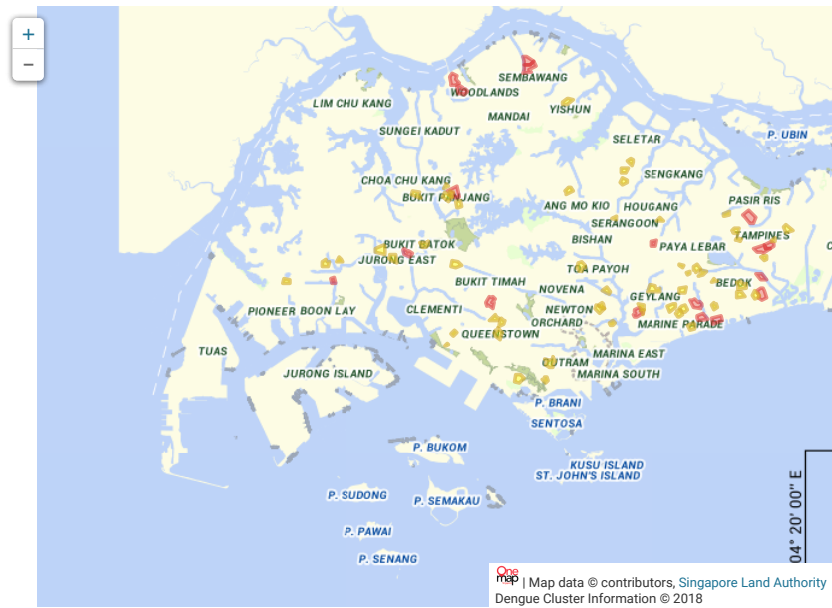 +
−
LIM CHU KANG
WOODLANDS
SEMBAWANG
MANDAI
YISHUN
SUNGEI KADUT
SELETAR
P. UBIN
CHOA CHU KANG
BUKIT PANJANG
SENGKANG
ANG MO KIO
HOUGANG
PASIR RIS
SERANGOON
BISHAN
PAYA LEBAR
TAMPINES
BUKIT BATOK
JURONG EAST
TOA PAYOH
BUKIT TIMAH
NOVENA
GEYLANG
BEDOK
PIONEER
BOON LAY
CLEMENTI
NEWTON
ORCHARD
MARINE PARADE
QUEENSTOWN
TUAS
MARINA EAST
OUTRAM
MARINA SOUTH
JURONG ISLAND
P. BRANI
SENTOSA
P. BUKOM
KUSU ISLAND
ST. JOHN'S ISLAND
P. SUDONG
P. SEMAKAU
P. PAWAI
P. SENANG
04° 20' 00" E
One
map | Map data © contributors, Singapore Land Authority
Dengue Cluster Information © 2018